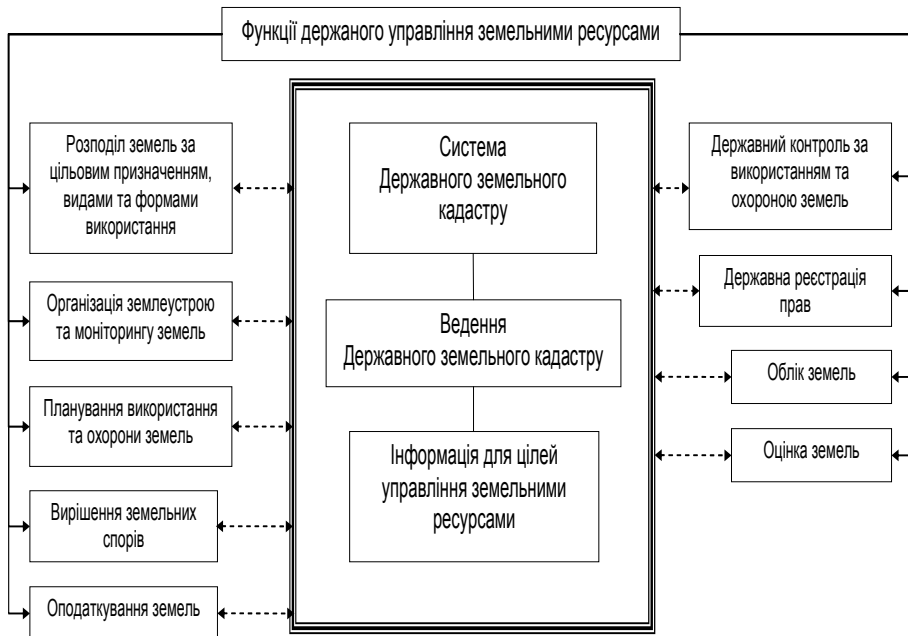 Функції держаного управління земельними ресурсами
Розподіл земель за
цільовим призначенням,
видами та формами
використання
Організація землеустрою
та моніторингу земель
Планування використання
та охорони земель
Вирішення земельних
спорів
Оподаткування земель
Система
Державного земельного
кадастру
Ведення
Державного земельного кадастру
Інформація для цілей
управління земельними
ресурсами
Державний контроль за
використанням та
охороною земель
Державна реєстрація
прав
Облік земель
Оцінка земель